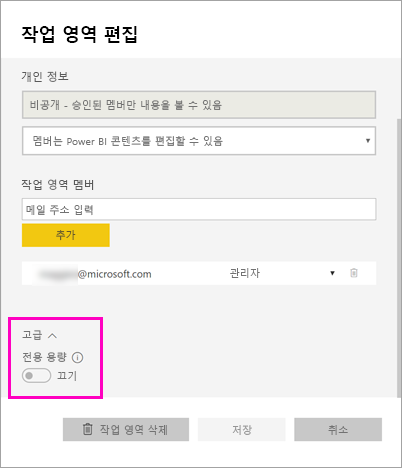 작업 영역 편집
개인 정보
비공개 - 승인된 멤버만 내용을 볼 수 있음
멤버는 Power BI 콘텐츠를 편집할 수 있음
작업 영역 멤버
메일 주소 입력
추가
@microsoft.com 관리자
고급
전용 용량
끄기
작업 영역 삭제 저장 취소